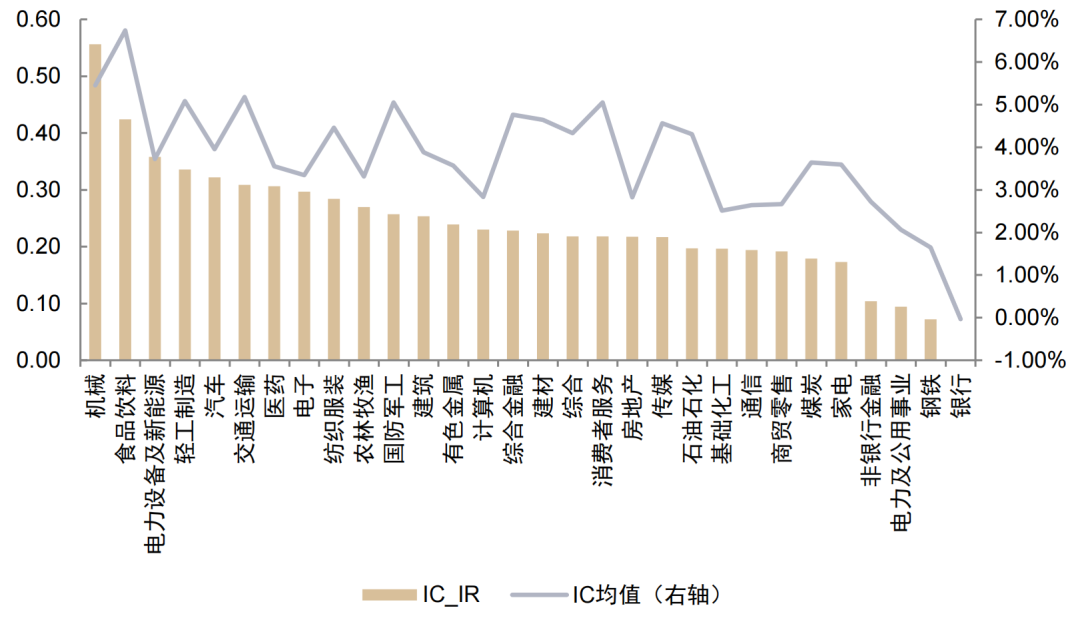 0.60
0.50
0.40
0.30
0.20
0.10
0.00
7.00%
6.00%
5.00%
4.00%
3.00%
2.00%
1.00%
0.00%
-1.00%
机械
食品饮料
电力设备及新能源
轻工制造
汽车
交通运输
医药
电子
纺织服装
农林牧渔
国防军工
建筑
有色金属
计算机
综合金融
建材
综合
消费者服务
房地产
传媒
石油石化
基础化工
通信
商贸零售
煤炭
家电
非银行金融
电力及公用事业
钢铁
银行
IC_IR
IC均值（右轴）